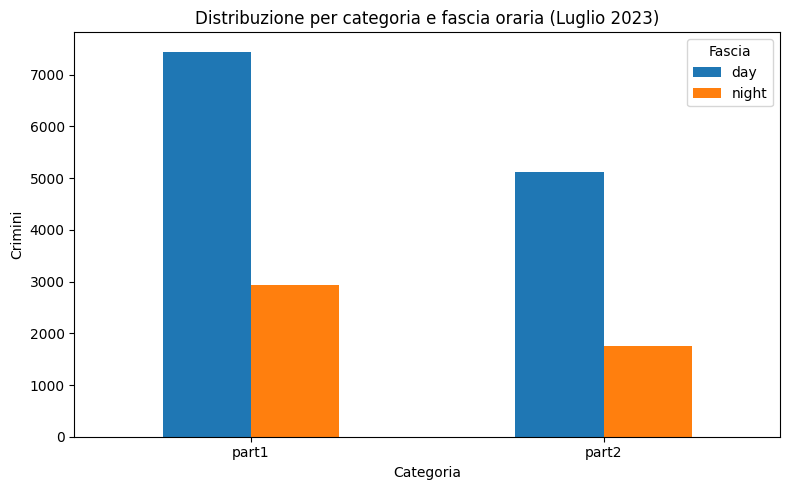 Distribuzione per categoria e fascia oraria (Luglio 2023)
Fascia
day
night
7000
6000
5000
4000
3000
2000
1000
0
Crimini
part1
part2
Categoria